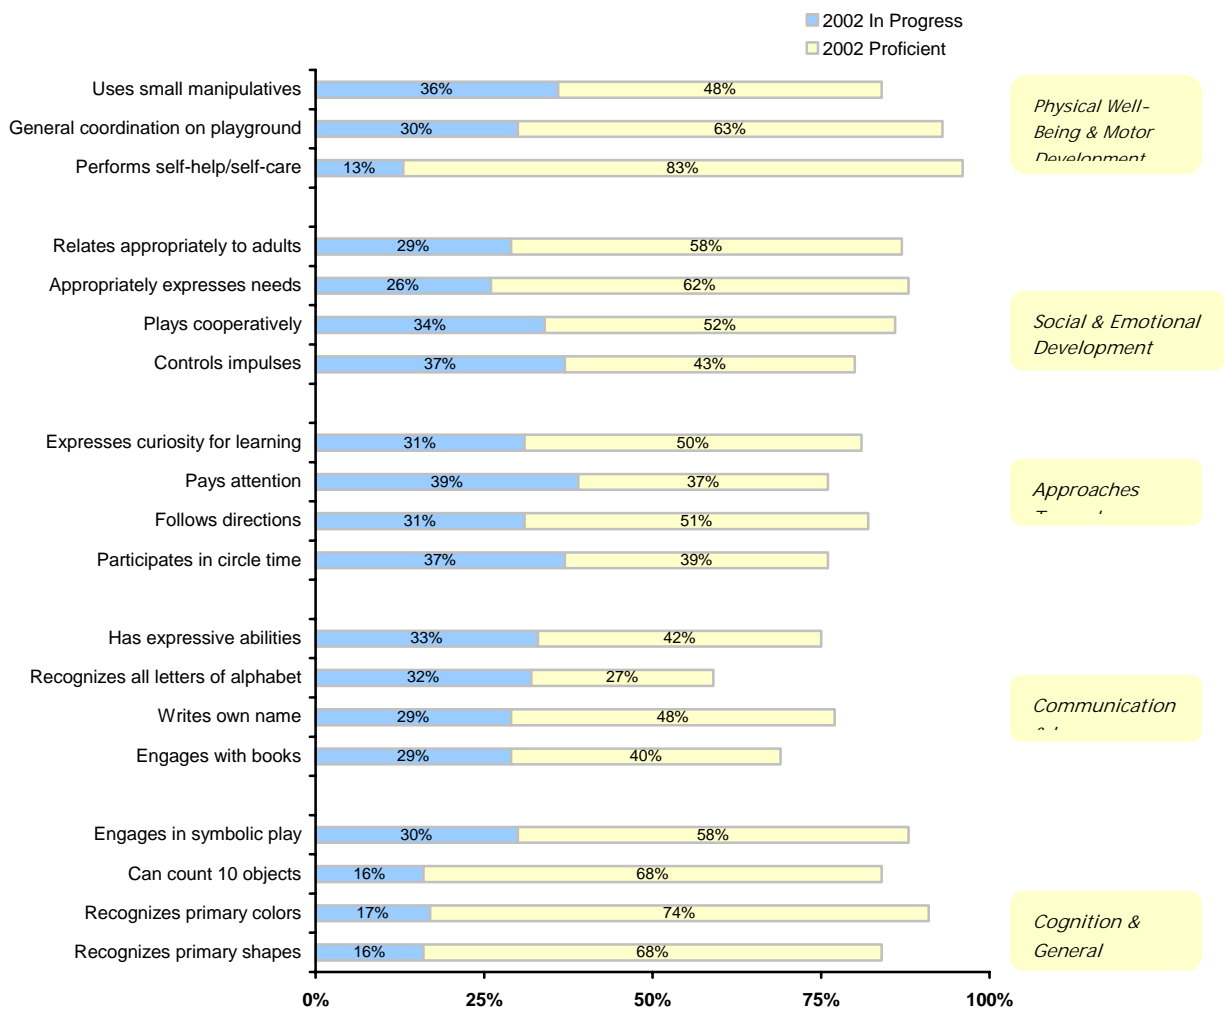 2002 In Progress
2002 Proficient
Uses small manipulatives 36% 48%
General coordination on playground 30% 63%
Performs self-help/self-care 13% 83%
Physical Well-
Being & Motor
Development
Relates appropriately to adults 29% 58%
Appropriately expresses needs 26% 62%
Plays cooperatively 34% 52%
Controls impulses 37% 43%
Social & Emotional
Development
Expresses curiosity for learning 31% 50%
Pays attention 39% 37%
Follows directions 31% 51%
Participates in circle time 37% 39%
Approaches
Has expressive abilities 33% 42%
Recognizes all letters of alphabet 32% 27%
Writes own name 29% 48%
Engages with books 29% 40%
Communication
Engages in symbolic play 30% 58%
Can count 10 objects 16% 68%
Recognizes primary colors 17% 74%
Recognizes primary shapes 16% 68%
Cognition &
General
0% 25% 50% 75% 100%